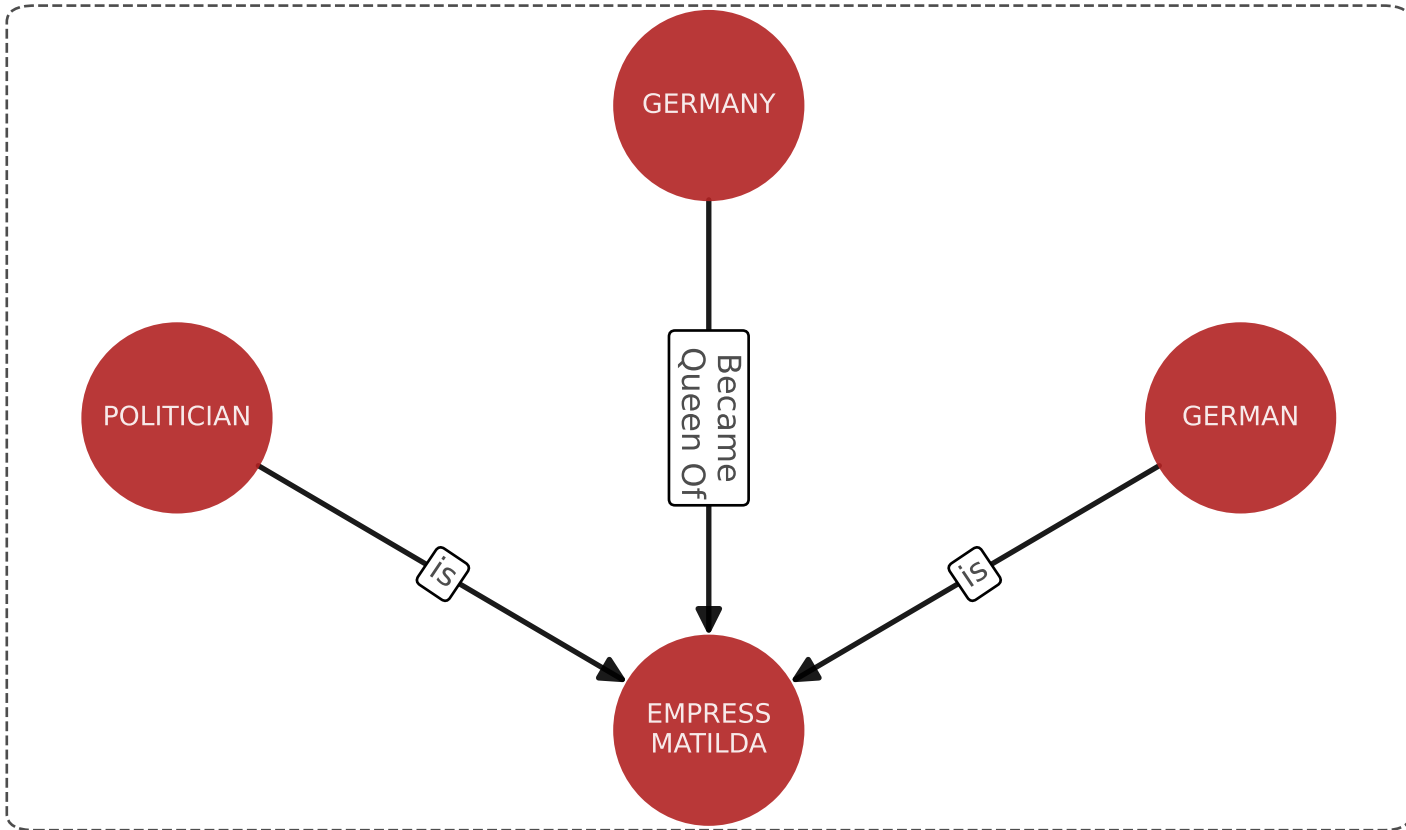 GERMANY
Became
Queen Of
POLITICIAN
GERMAN
is
is
EMPRESS
MATILDA